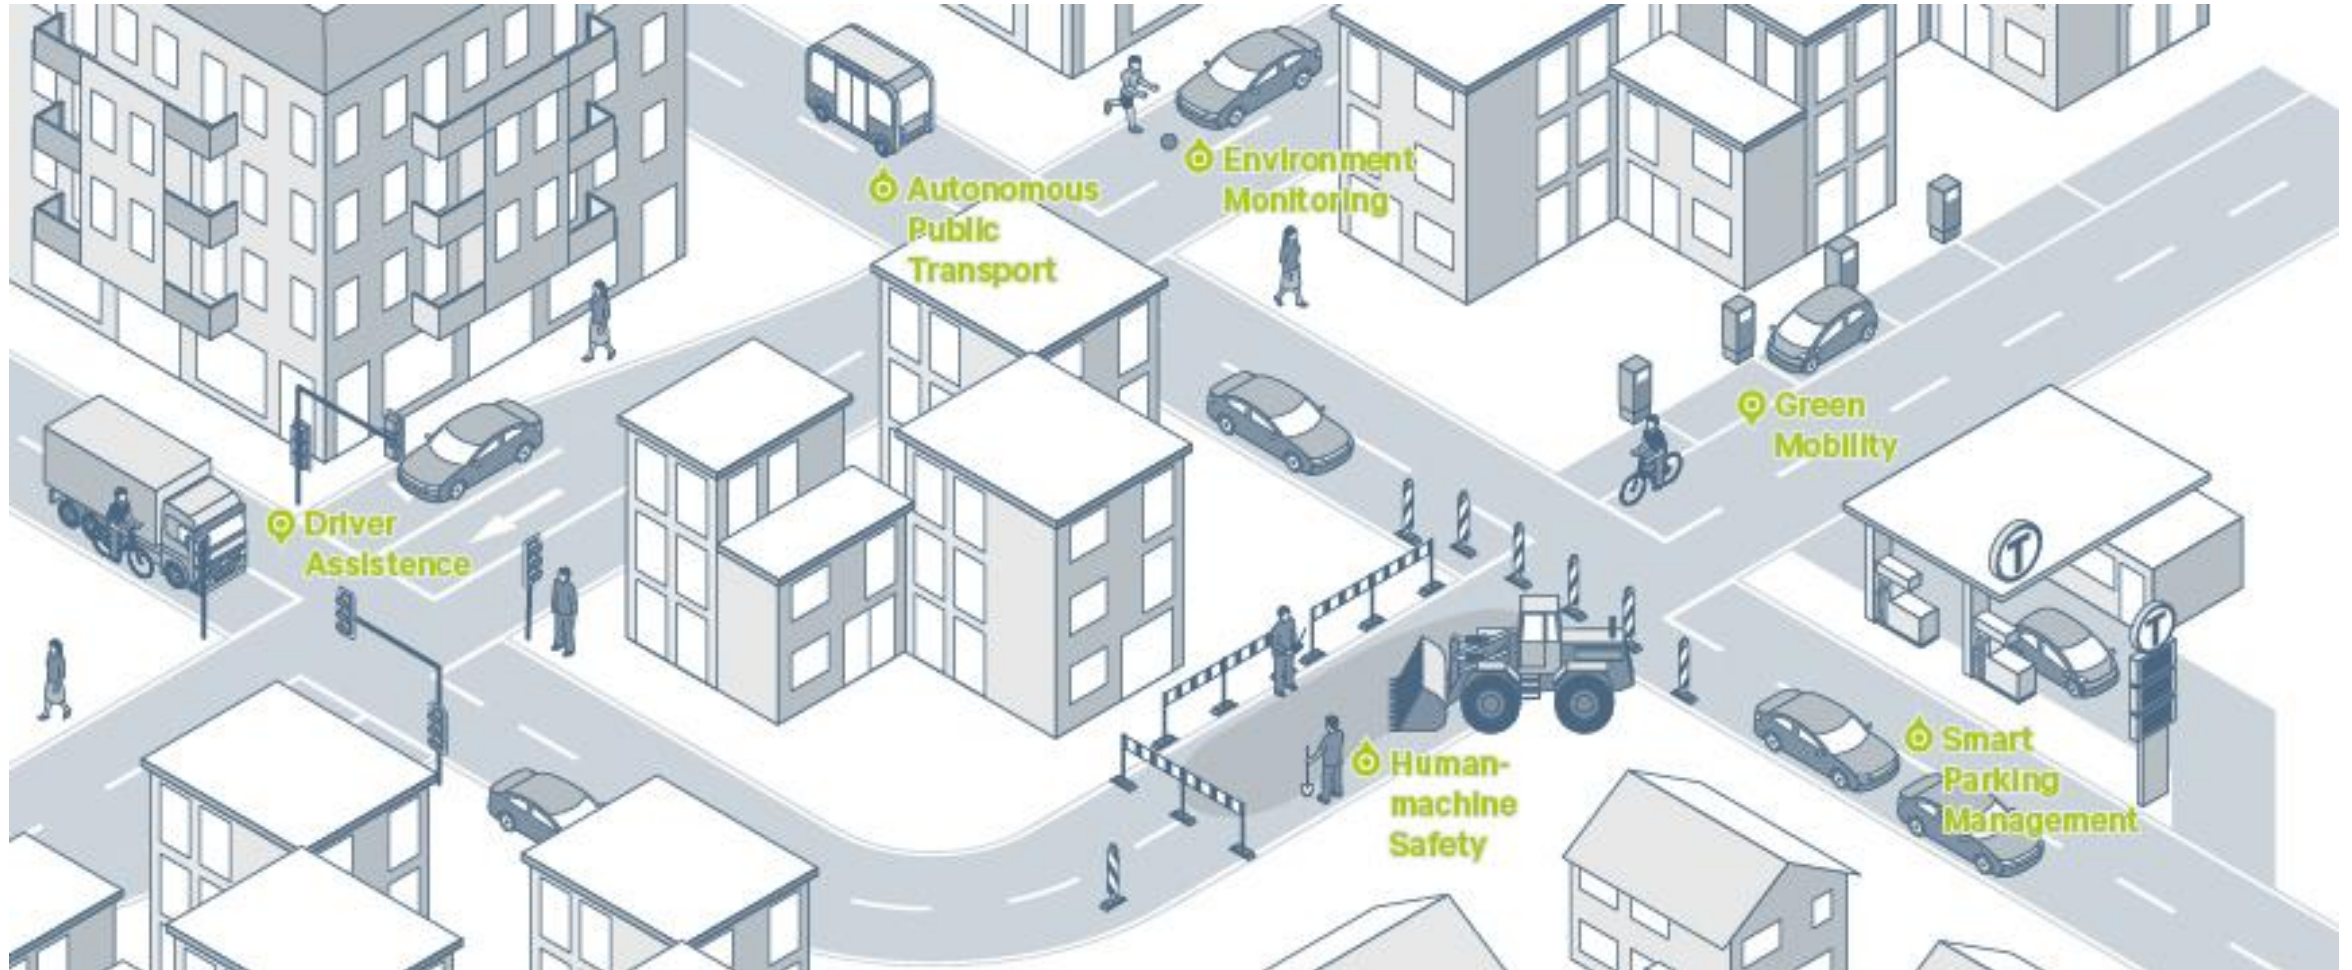 Environment
Monitoring
Autonomous
Public
Transport
Green
Mobility
Driver
Assistence
T
T
Human-
machine
Safety
Smart
Parking
Management